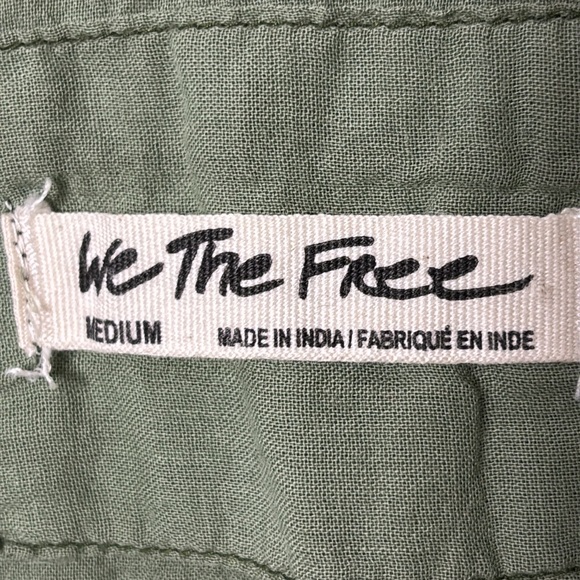 We The Free
MEDIUM MADE IN INDIA / FABRIQUÉ EN INDE